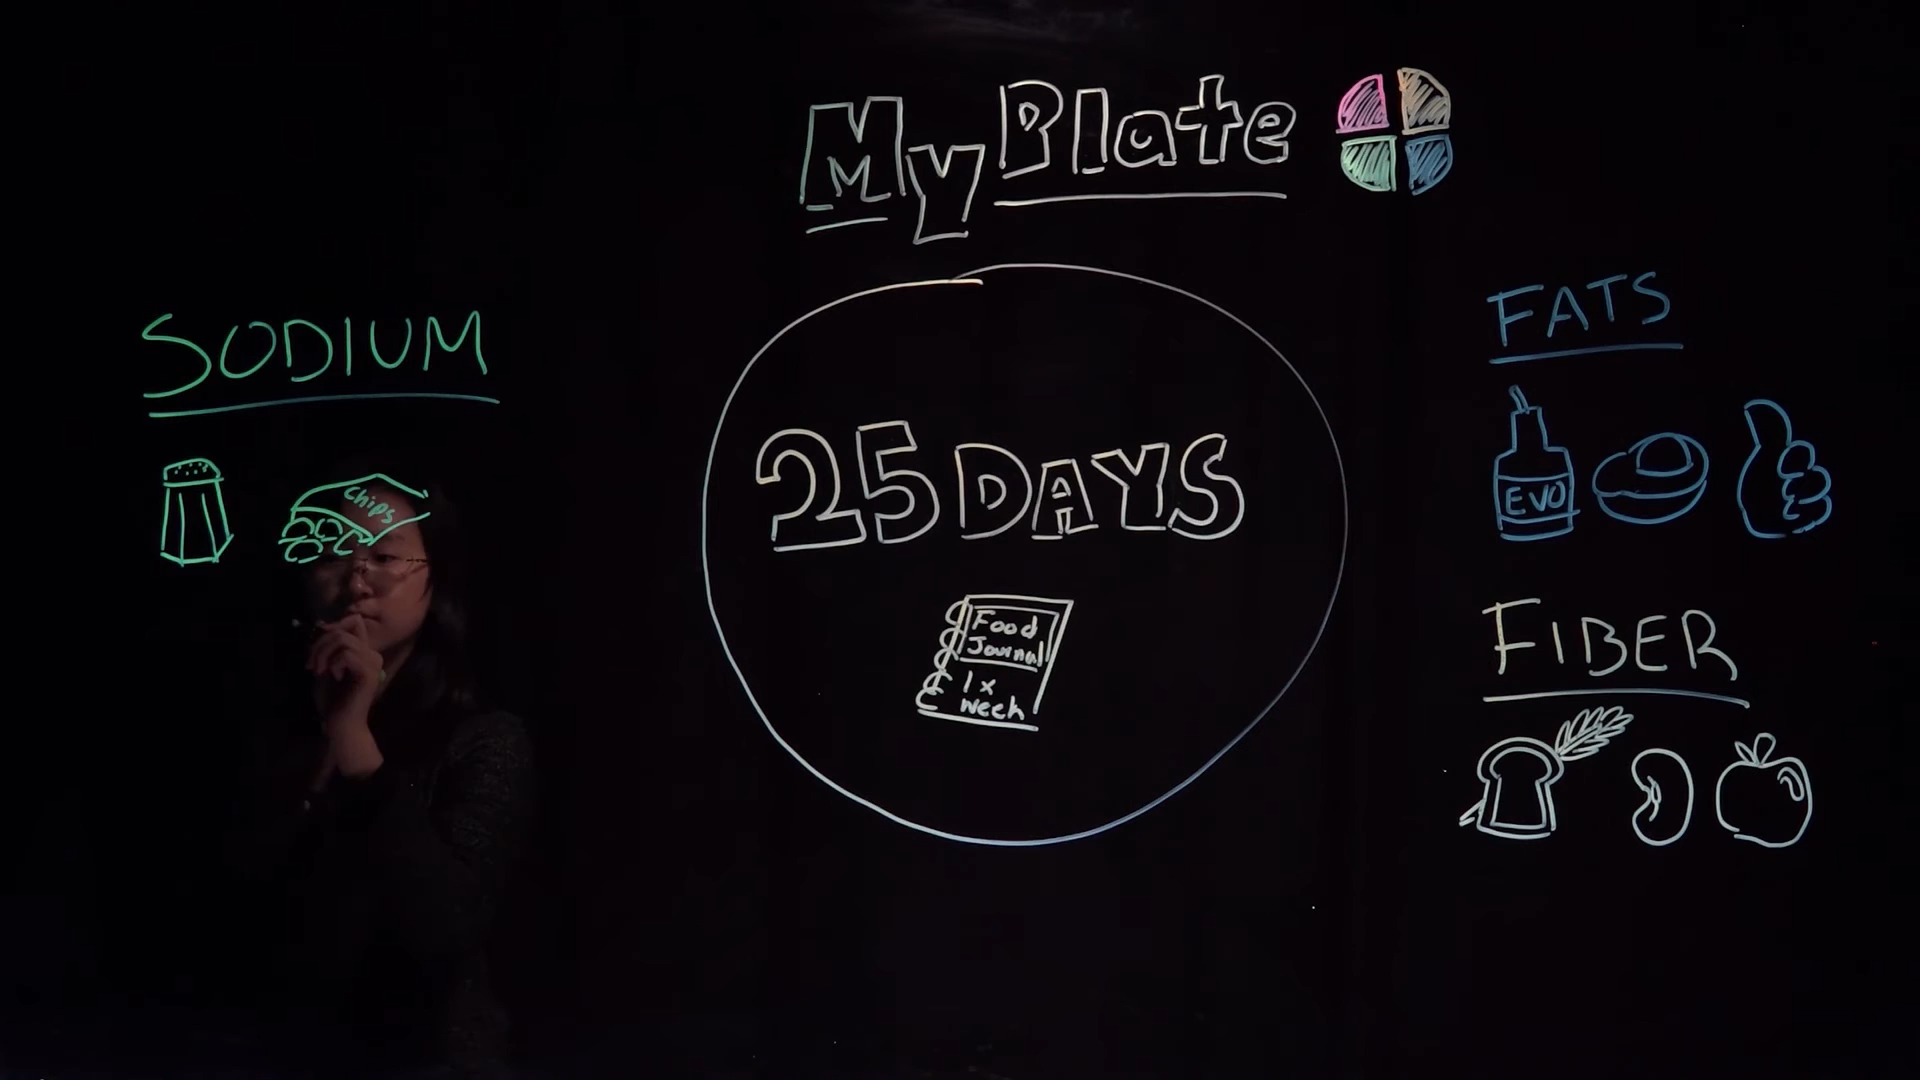 MyPlate
SODIUM
Chips
25 DAYS
Food
Journal
1x
week
FATS
EVO
FIBER